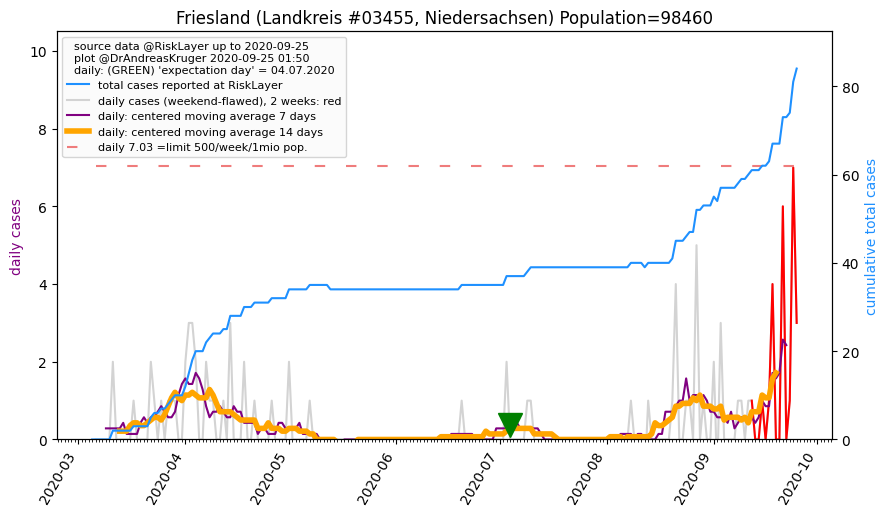 Friesland (Landkreis #03455, Niedersachsen) Population=98460
source data @RiskLayer up to 2020-09-25
plot @DrAndreasKruger 2020-09-25 01:50
daily: (GREEN) 'expectation day' = 04.07.2020
total cases reported at RiskLayer
daily cases (weekend-flawed), 2 weeks: red
daily: centered moving average 7 days
daily: centered moving average 14 days
daily 7.03 =limit 500/week/1mio pop.
daily cases
10
8
6
4
2
0
cumulative total cases
80
60
40
20
0
2020-03
2020-04
2020-05
2020-06
2020-07
2020-08
2020-09
2020-10